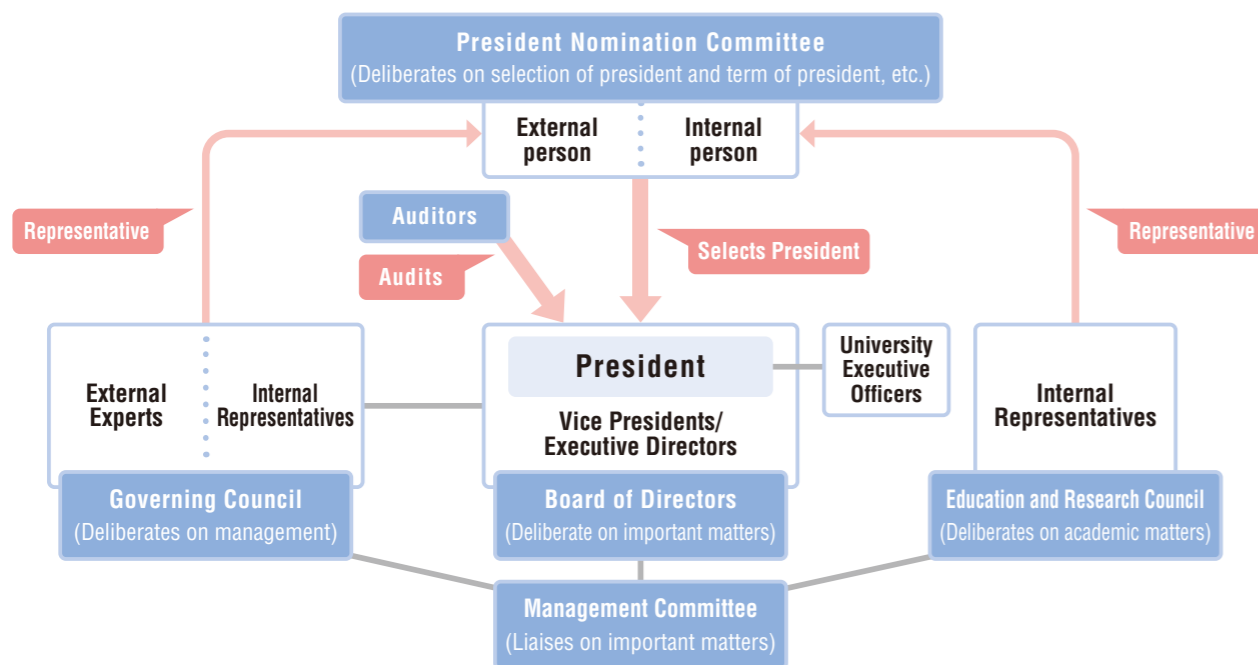 President Nomination Committee
(Deliberates on selection of president and term of president, etc.)
External
person
Internal
person
Auditors
Representative
Audits
Selects President
Representative
External
Experts
Internal
Representatives
President
Vice Presidents/
Executive Directors
University
Executive
Officers
Internal
Representatives
Governing Council
(Deliberates on management)
Board of Directors
(Deliberate on important matters)
Education and Research Council
(Deliberates on academic matters)
Management Committee
(Liaises on important matters)